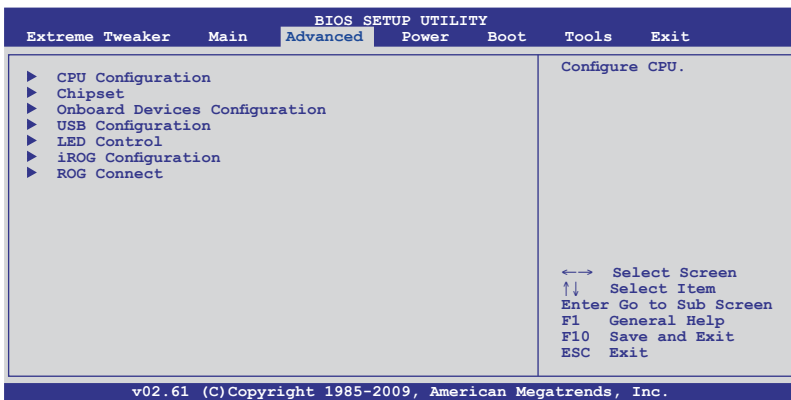 BIOS SETUP UTILITY
Extreme Tweaker Main Advanced Power Boot Tools Exit
CPU Configuration
Chipset
Onboard Devices Configuration
USB Configuration
LED Control
iROG Configuration
ROG Connect
Configure CPU.
←→ Select Screen
↑↓ Select Item
Enter Go to Sub Screen
F1 General Help
F10 Save and Exit
ESC Exit
v02.61 (C)Copyright 1985-2009, American Megatrends, Inc.